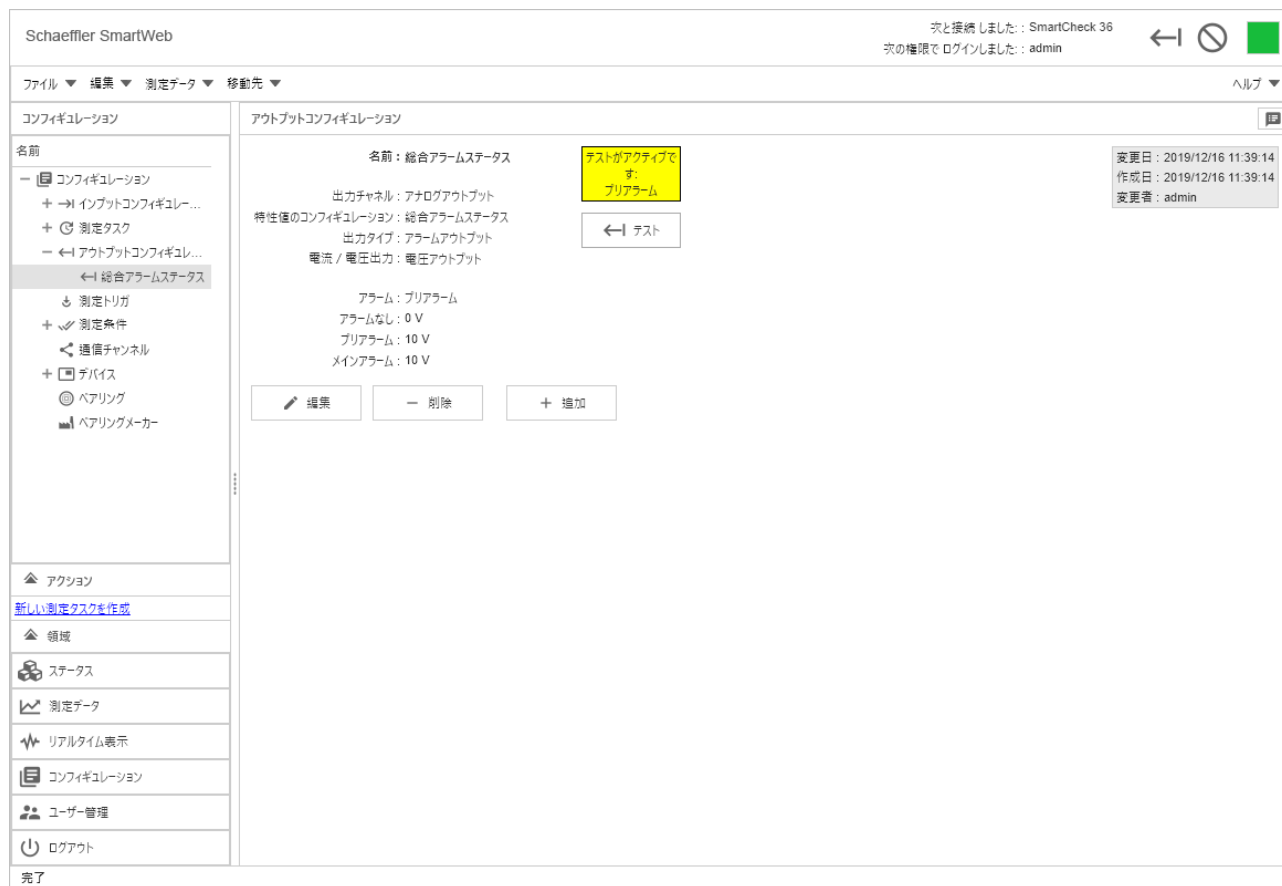 Schaeffler SmartWeb
次と接続しました: : SmartCheck 36
次の権限でログインしました: : admin
ファイル 編集 測定データ 移動先 ヘルプ
コンフィギュレーション
アウトプットコンフィギュレーション
名前
コンフィギュレーション
インプットコンフィギュレー...
測定タスク
アウトプットコンフィギュレ...
総合アラームステータス
測定トリガ
測定条件
通信チャンネル
デバイス
ベアリング
ベアリングメーカー
名前 : 総合アラームステータス
出力チャネル : アナログアウトプット
特性値のコンフィギュレーション : 総合アラームステータス
出力タイプ : アラームアウトプット
電流 / 電圧出力 : 電圧アウトプット
アラーム : プリアラーム
アラームなし : 0 V
プリアラーム : 10 V
メインアラーム : 10 V
テストがアクティブで
す:
プリアラーム
テスト
変更日 : 2019/12/16 11:39:14
作成日 : 2019/12/16 11:39:14
変更者 : admin
編集 削除 追加
アクション
新しい測定タスクを作成
領域
ステータス
測定データ
リアルタイム表示
コンフィギュレーション
ユーザー管理
ログアウト
完了